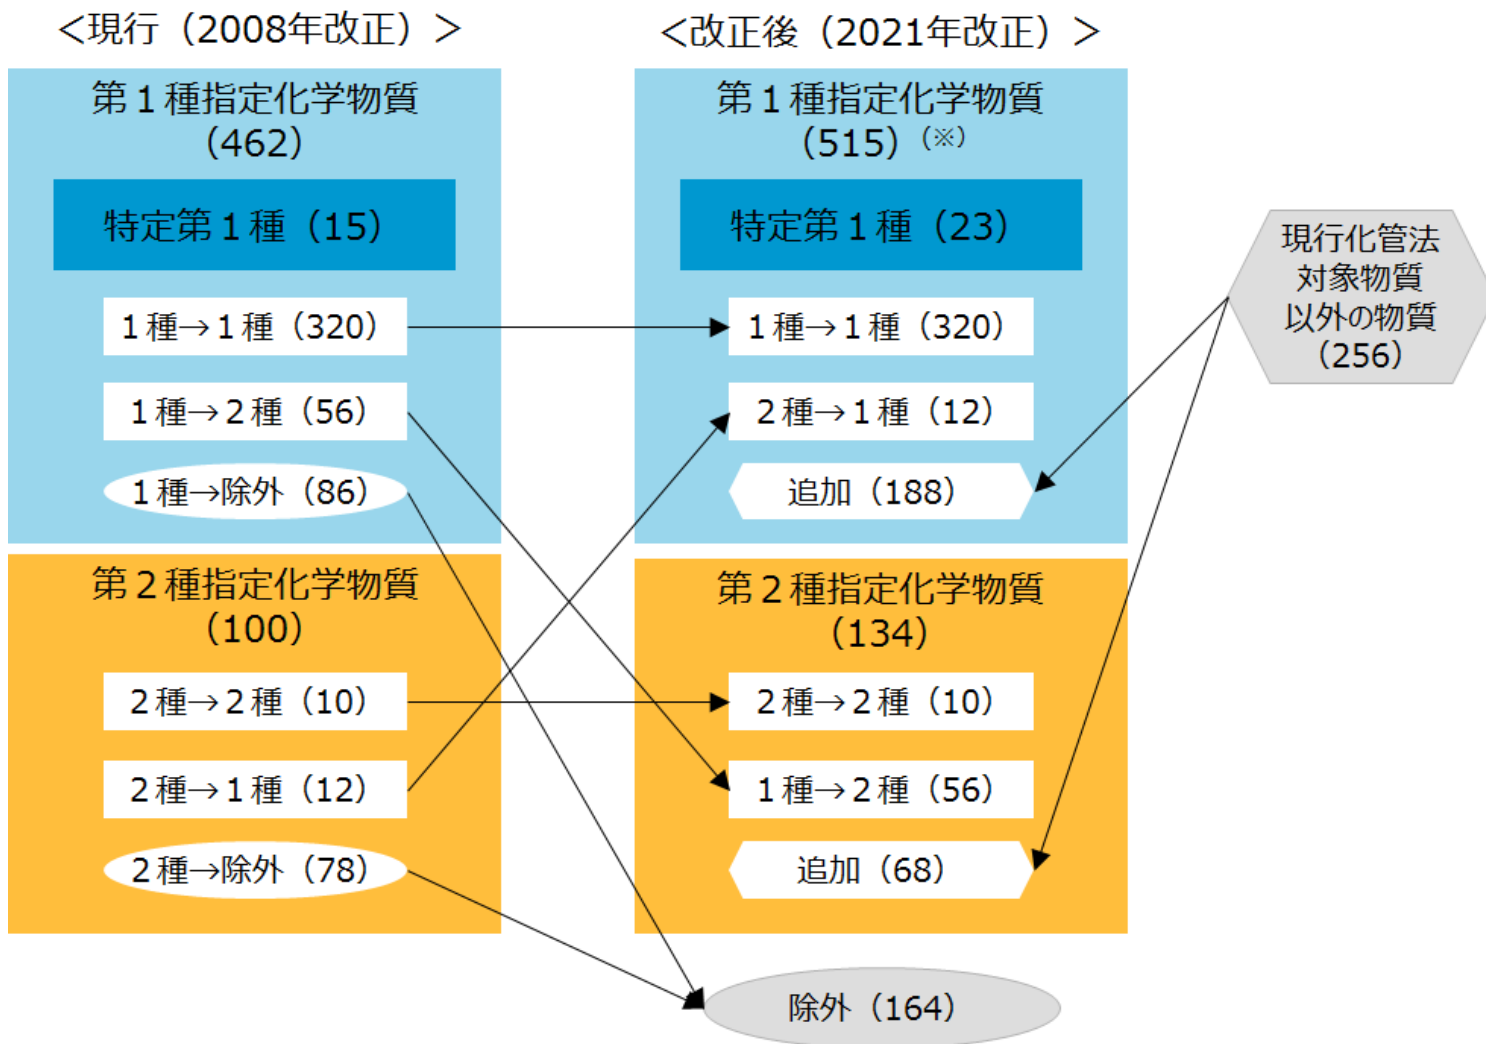 ＜現行（2008年改正）＞
第１種指定化学物質
（462）
特定第１種（15）
１種→１種（320）
１種→２種（56）
１種→除外（86）
第２種指定化学物質
（100）
２種→２種（10）
２種→１種（12）
２種→除外（78）
＜改正後（2021年改正）＞
第１種指定化学物質
（515）（※）
特定第１種（23）
１種→１種（320）
２種→１種（12）
追加（188）
第２種指定化学物質
（134）
２種→２種（10）
１種→２種（56）
追加（68）
除外（164）
現行化管法
対象物質
以外の物質
（256）